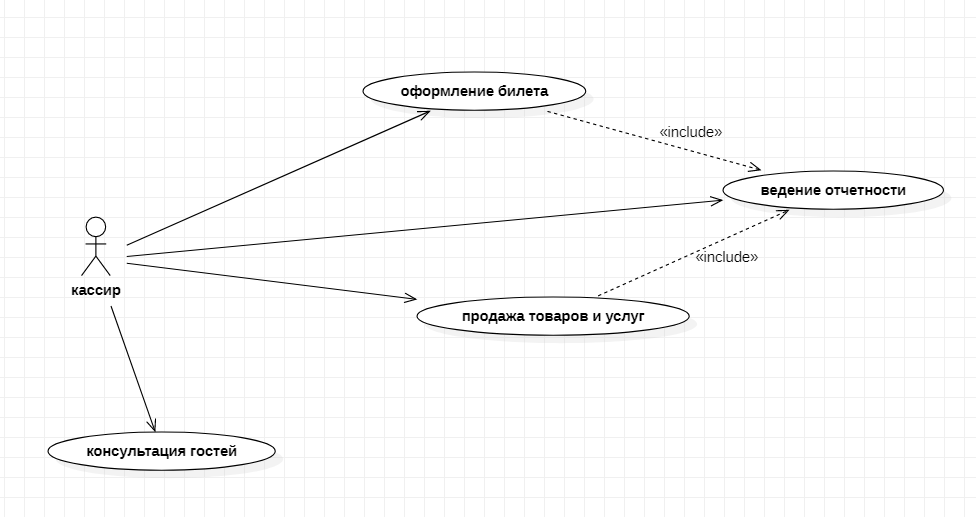 оформление билета
«include»
ведение отчетности
«include»
кассир
продажа товаров и услуг
консультация гостей